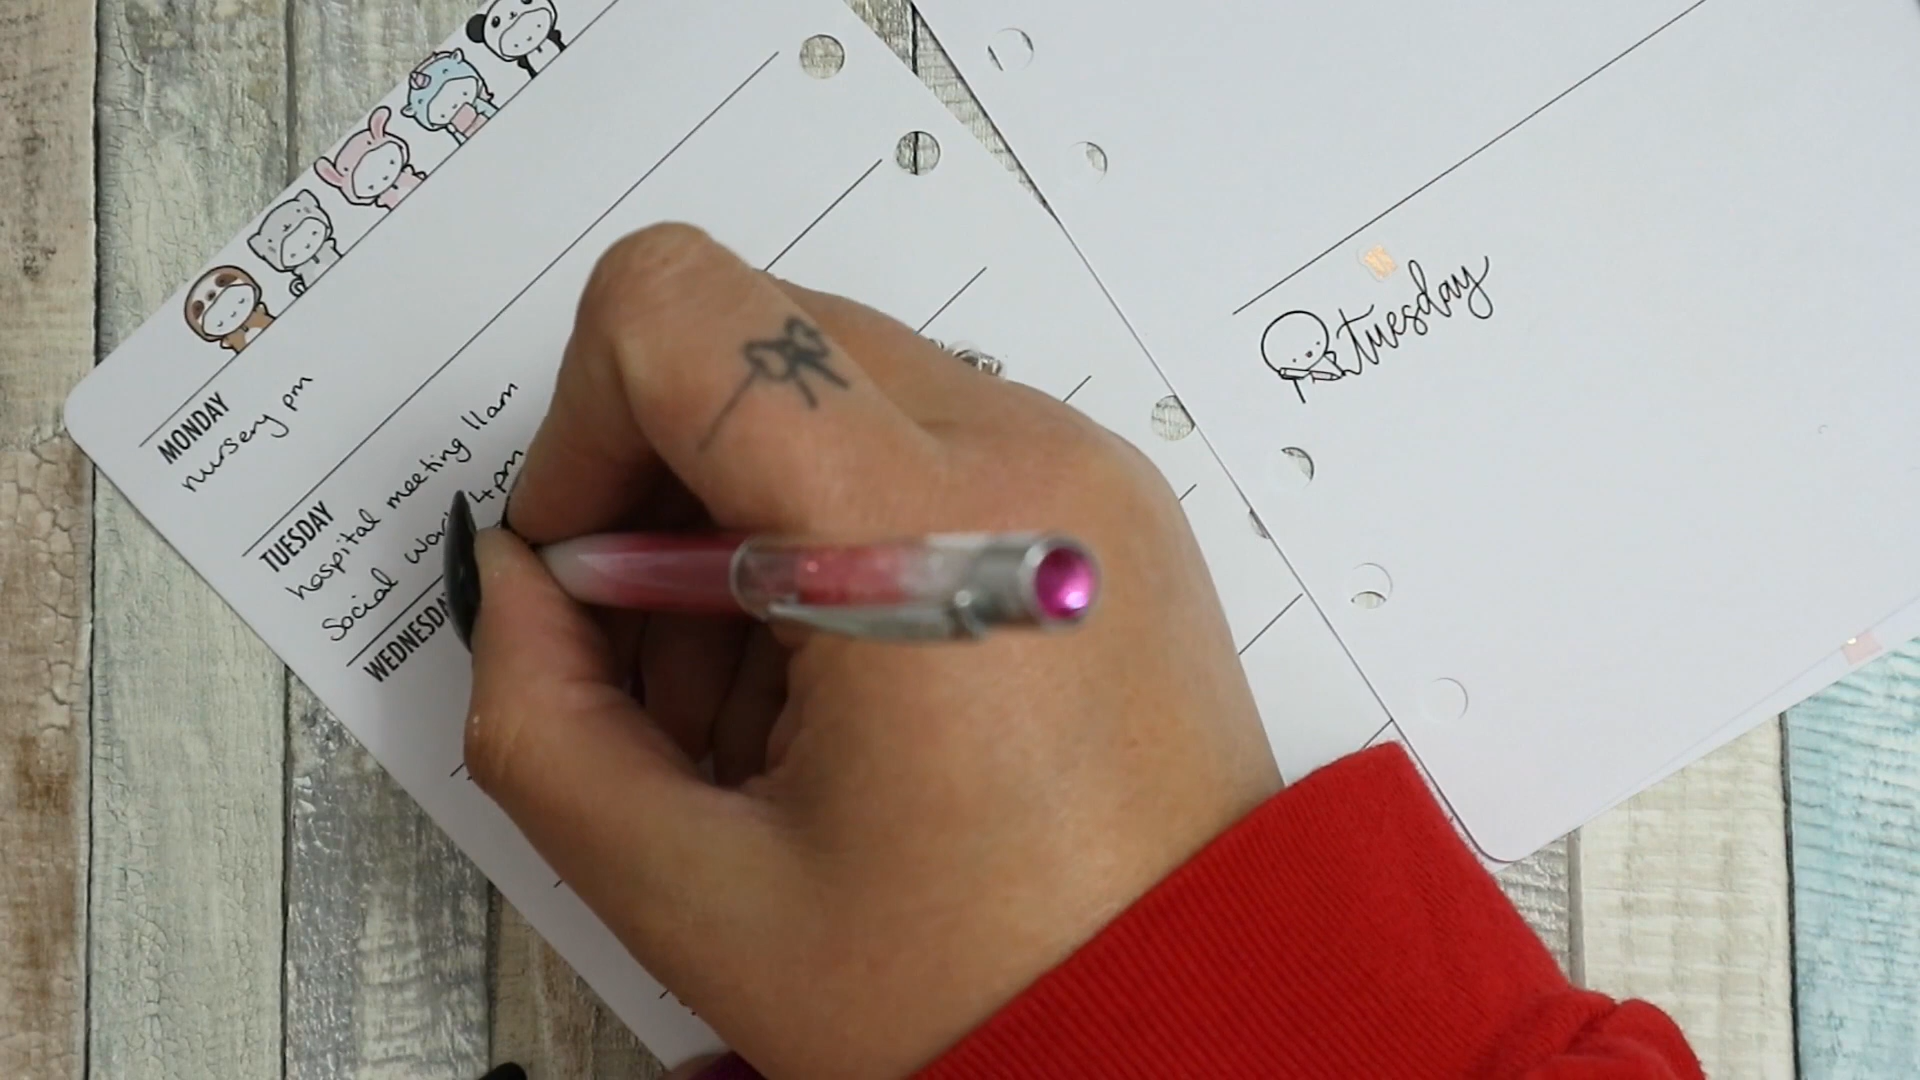 MONDAY
nursery pm
TUESDAY
hospital meeting 11am
Social 4pm
WEDNESDAY
tuesday